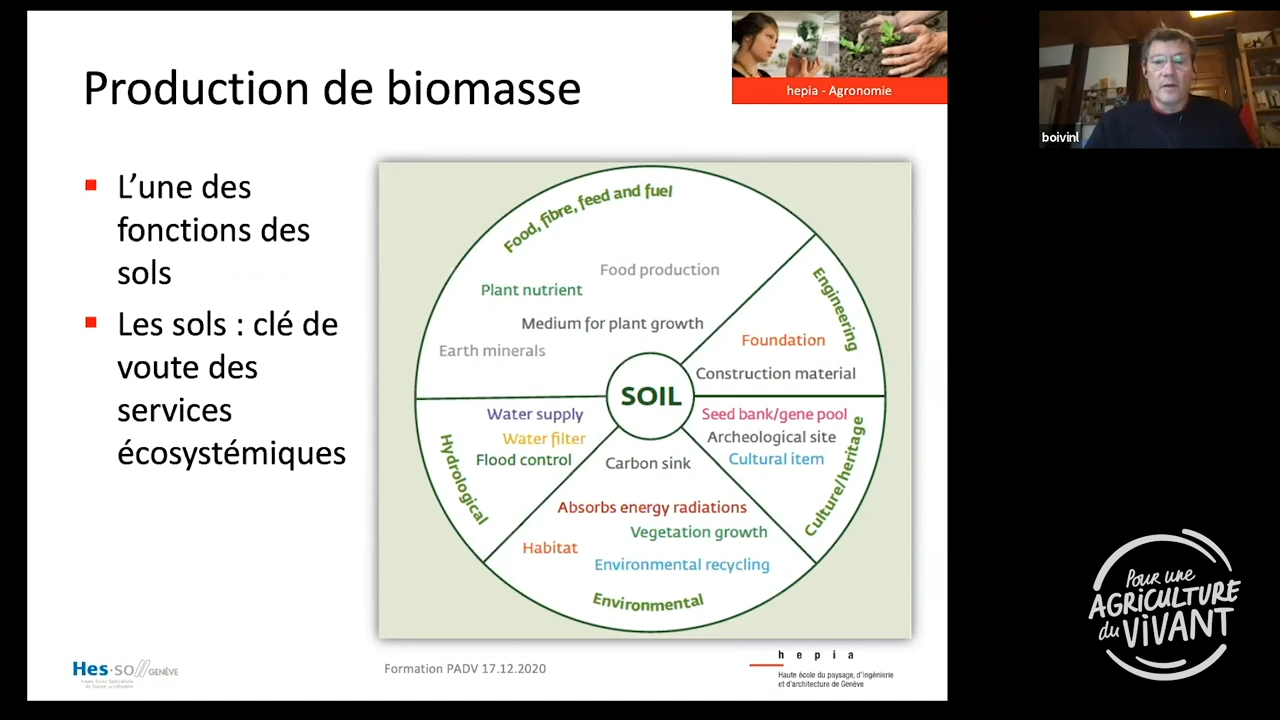 Production de biomasse
hepia - Agronomie
boivinl
▪ L’une des
fonctions des
sols
▪ Les sols : clé de
voute des
services
écosystémiques
Food, fibre, feed and fuel
Food production
Plant nutrient
Medium for plant growth
Earth minerals
Engineering
Foundation
Construction material
SOIL
Water supply
Water filter
Flood control
Hydrological
Seed bank/gene pool
Archeological site
Cultural item
Culture/heritage
Carbon sink
Absorbs energy radiations
Vegetation growth
Habitat
Environmental recycling
Environmental
Hes·so GENÈVE
Formation PADV 17.12.2020
hepia
Haute école du paysage, d'ingénierie
et d'architecture de Genève
Pour une
AGRICULTURE
du ViVANT